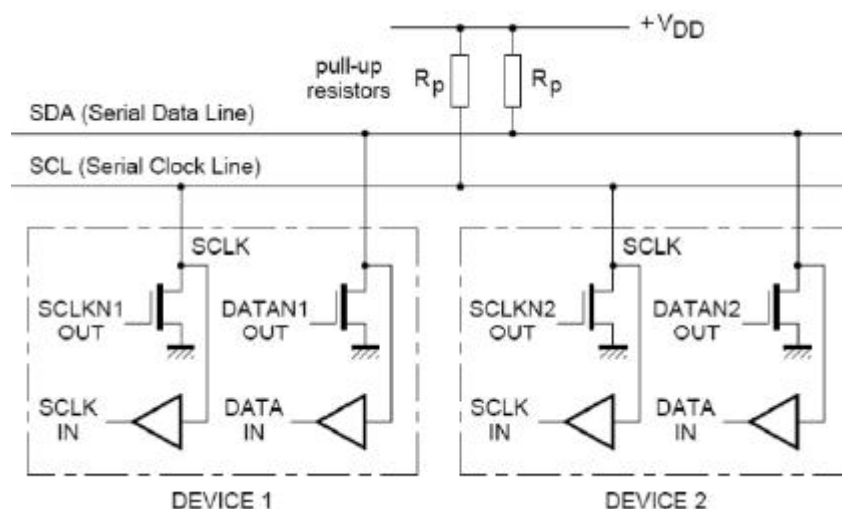 +VDD
pull-up
resistors
Rp
Rp
SDA (Serial Data Line)
SCL (Serial Clock Line)
SCLK
SCLK
SCLKN1
OUT
DATAN1
OUT
SCLKN2
OUT
DATAN2
OUT
SCLK
IN
DATA
IN
SCLK
IN
DATA
IN
DEVICE 1
DEVICE 2